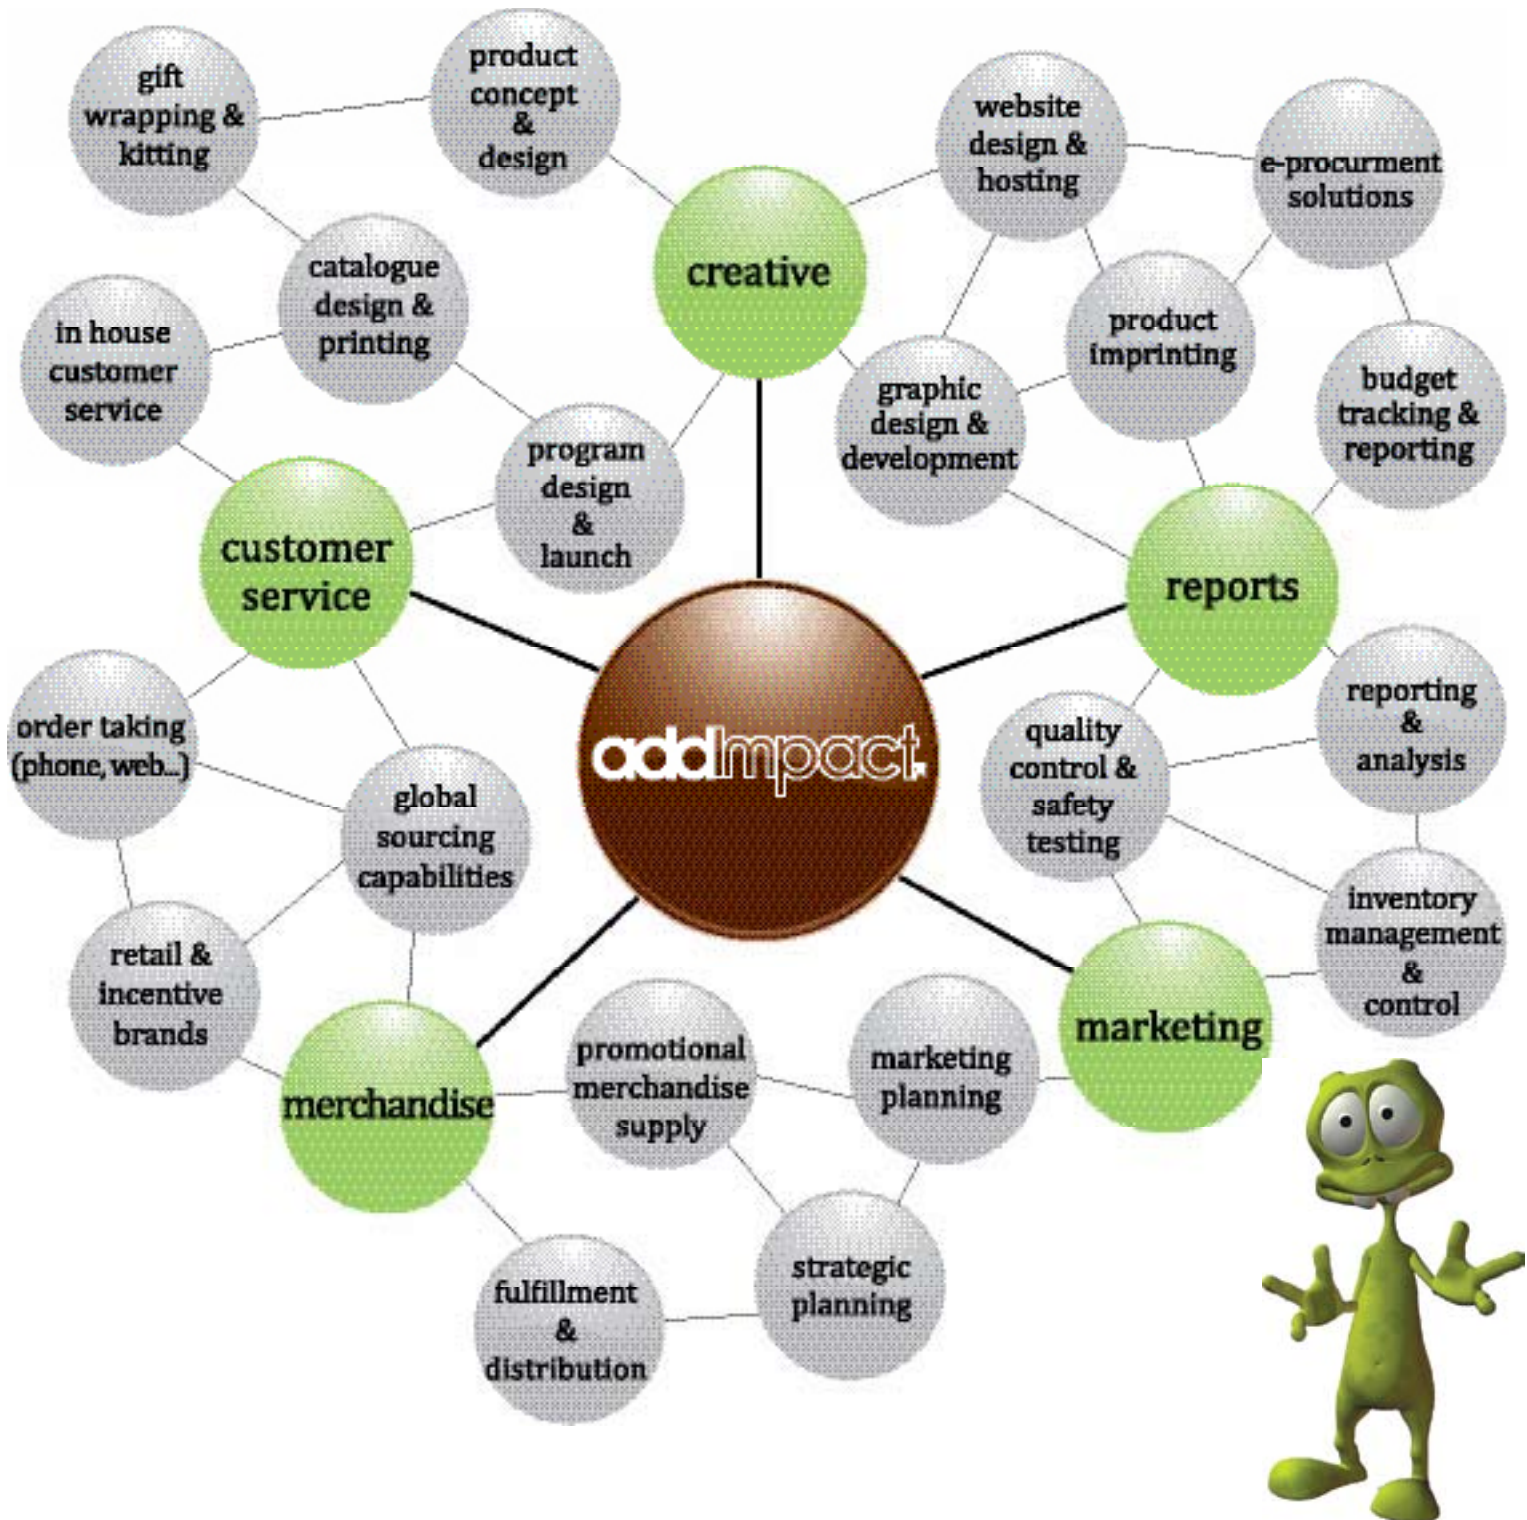 gift
wrapping &
kitting
product
concept
&
design
website
design &
hosting
e-procurment
solutions
creative
catalogue
design &
printing
in house
customer
service
product
imprinting
graphic
design &
development
budget
tracking &
reporting
program
design
&
launch
customer
service
reports
order taking
(phone, web...)
global
sourcing
capabilities
addImpact.
quality
control &
safety
testing
reporting
&
analysis
retail &
incentive
brands
inventory
management
&
control
merchandise
promotional
merchandise
supply
marketing
planning
marketing
fulfillment
&
distribution
strategic
planning